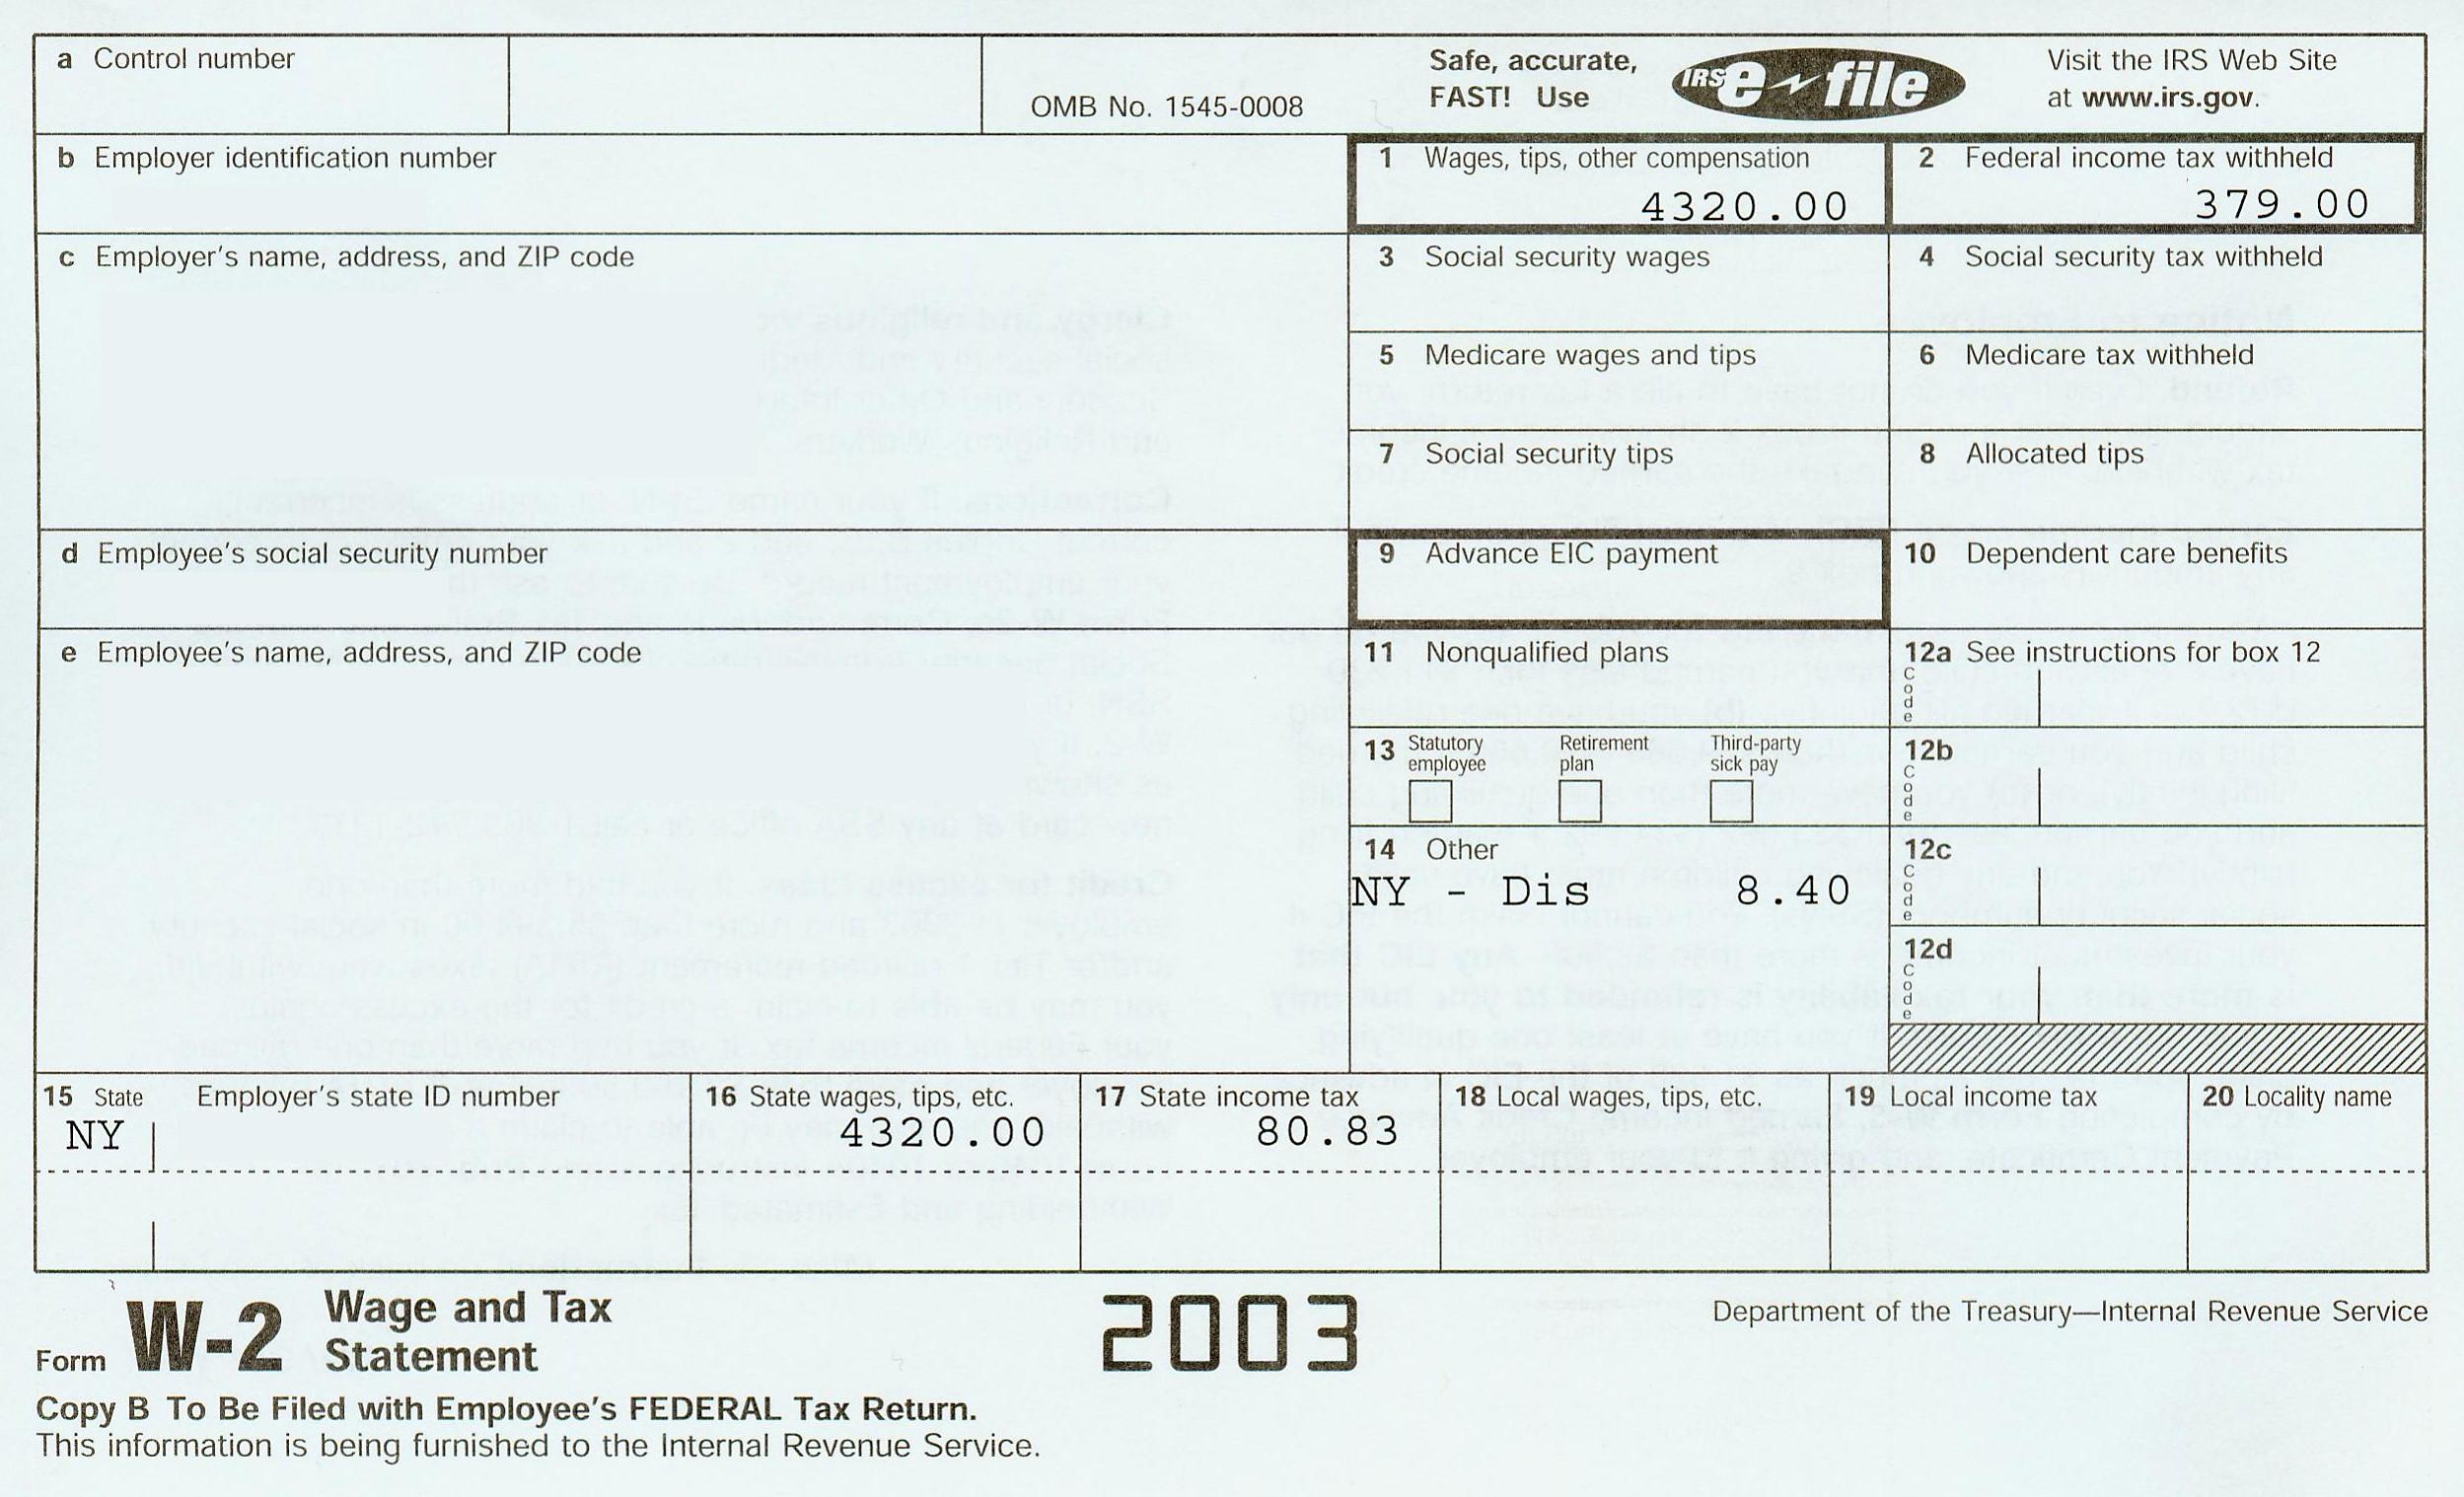 a Control number
OMB No. 1545-0008
Safe, accurate,
FAST! Use
IRS e file
Visit the IRS Web Site
at www.irs.gov.
b Employer identification number
1 Wages, tips, other compensation
4320.00
2 Federal income tax withheld
379.00
c Employer's name, address, and ZIP code
3 Social security wages
4 Social security tax withheld
5 Medicare wages and tips
6 Medicare tax withheld
7 Social security tips
8 Allocated tips
d Employee's social security number
9 Advance EIC payment
10 Dependent care benefits
e Employee's name, address, and ZIP code
11 Nonqualified plans
12a See instructions for box 12
Code
13 Statutory employee
Retirement plan
Third-party sick pay
12b
Code
14 Other
NY - Dis 8.40
12c
Code
12d
Code
15 State Employer's state ID number
NY
16 State wages, tips, etc.
4320.00
17 State income tax
80.83
18 Local wages, tips, etc.
19 Local income tax
20 Locality name
Form W-2 Wage and Tax
Statement
2003
Department of the Treasury—Internal Revenue Service
Copy B To Be Filed with Employee's FEDERAL Tax Return.
This information is being furnished to the Internal Revenue Service.